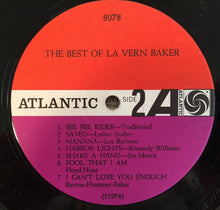 8078
THE BEST OF LA VERN BAKER
ATLANTIC SIDE 2 A ATLANTIC
1. SEE SEE RIDER—Traditional
2. SAVED—Leiber-Stoller
3. MANANA—Lee-Barbour
4. HARBOR LIGHTS—Kennedy-Williams
5. SHAKE A HAND—Joe Morris
6. FOOL THAT I AM
Floyd Hunt
7. I CAN'T LOVE YOU ENOUGH
Burton-Plummer-Baker
(11974)